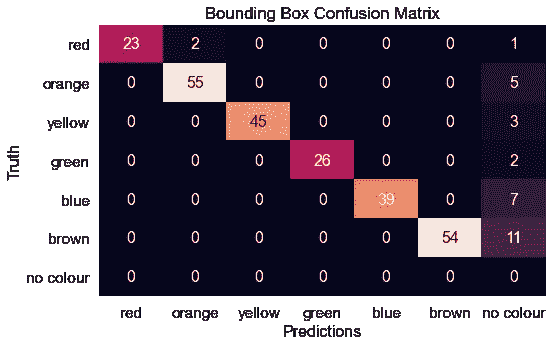 Bounding Box Confusion Matrix
Truth
red 23 2 0 0 0 0 1
orange 0 55 0 0 0 0 5
yellow 0 0 45 0 0 0 3
green 0 0 0 26 0 0 2
blue 0 0 0 0 39 0 7
brown 0 0 0 0 0 54 11
no colour 0 0 0 0 0 0 0
red orange yellow green blue brown no colour
Predictions